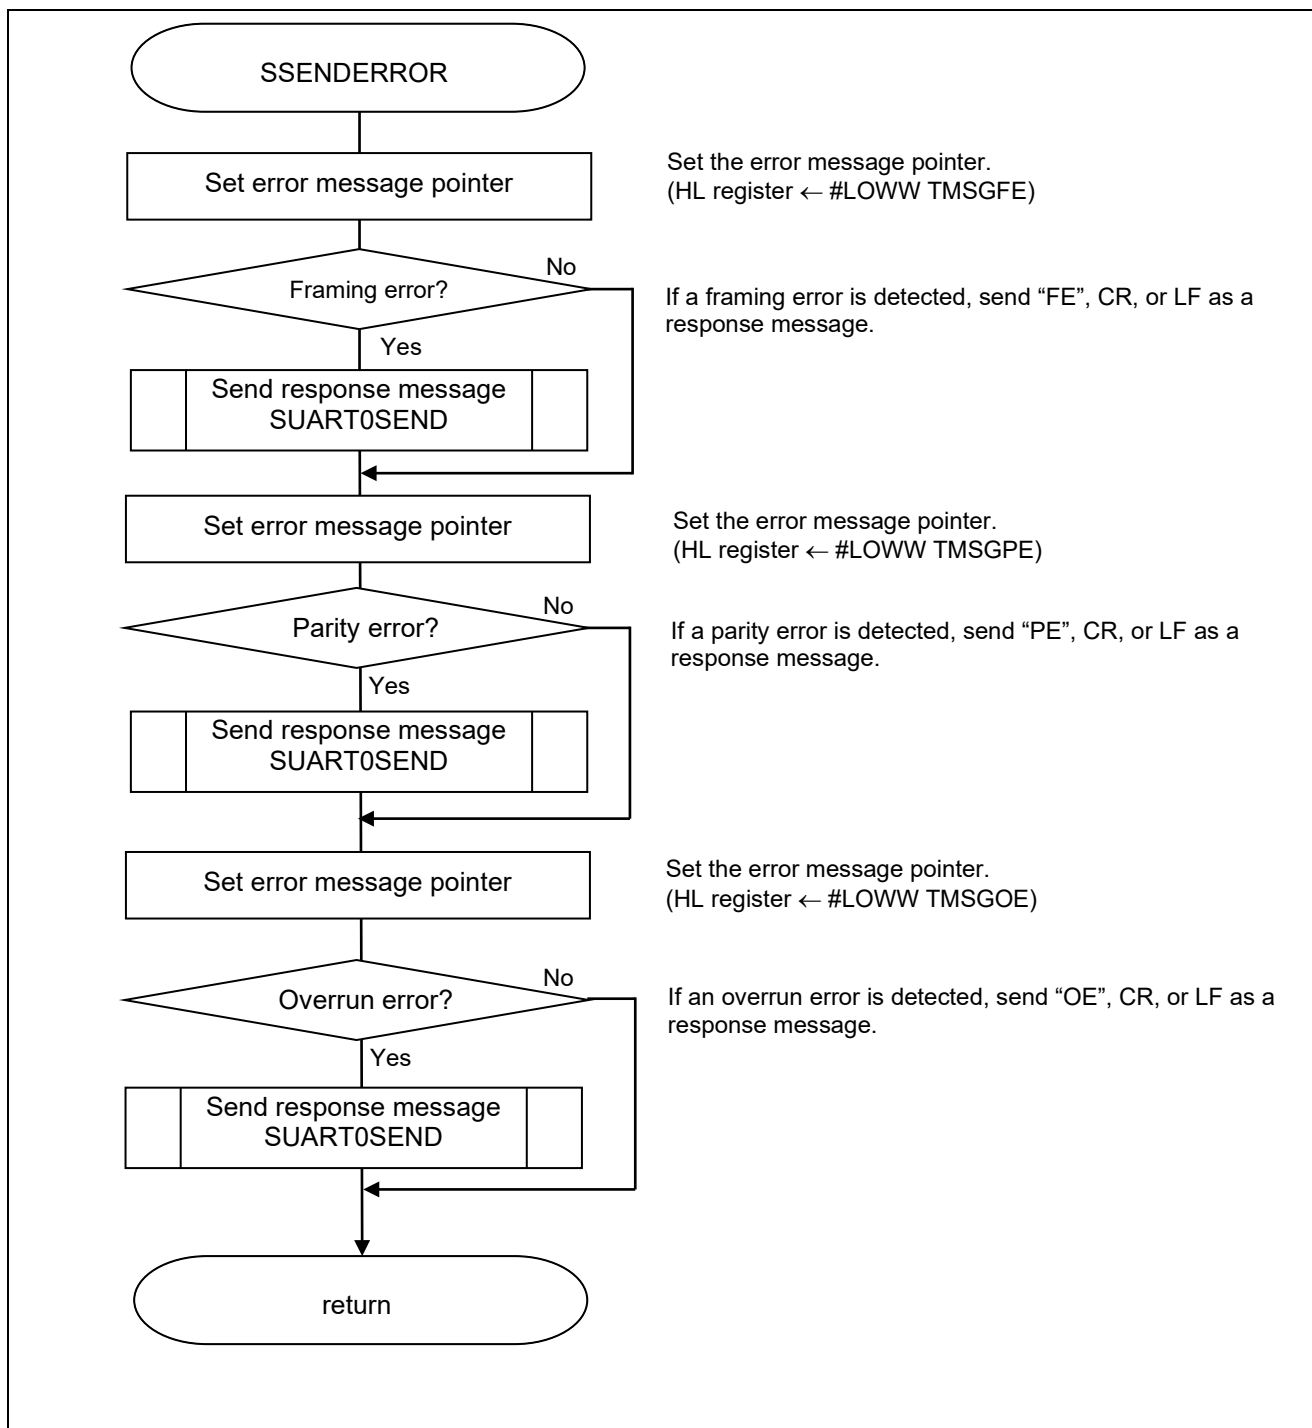 SSENDERROR
Set error message pointer
Set the error message pointer.
(HL register ← #LOWW TMSGFE)
No
Framing error?
If a framing error is detected, send “FE”, CR, or LF as a
response message.
Yes
Send response message
SUART0SEND
Set error message pointer
Set the error message pointer.
(HL register ← #LOWW TMSGPE)
No
Parity error?
If a parity error is detected, send “PE”, CR, or LF as a
response message.
Yes
Send response message
SUART0SEND
Set error message pointer
Set the error message pointer.
(HL register ← #LOWW TMSGOE)
No
Overrun error?
If an overrun error is detected, send “OE”, CR, or LF as a
response message.
Yes
Send response message
SUART0SEND
return